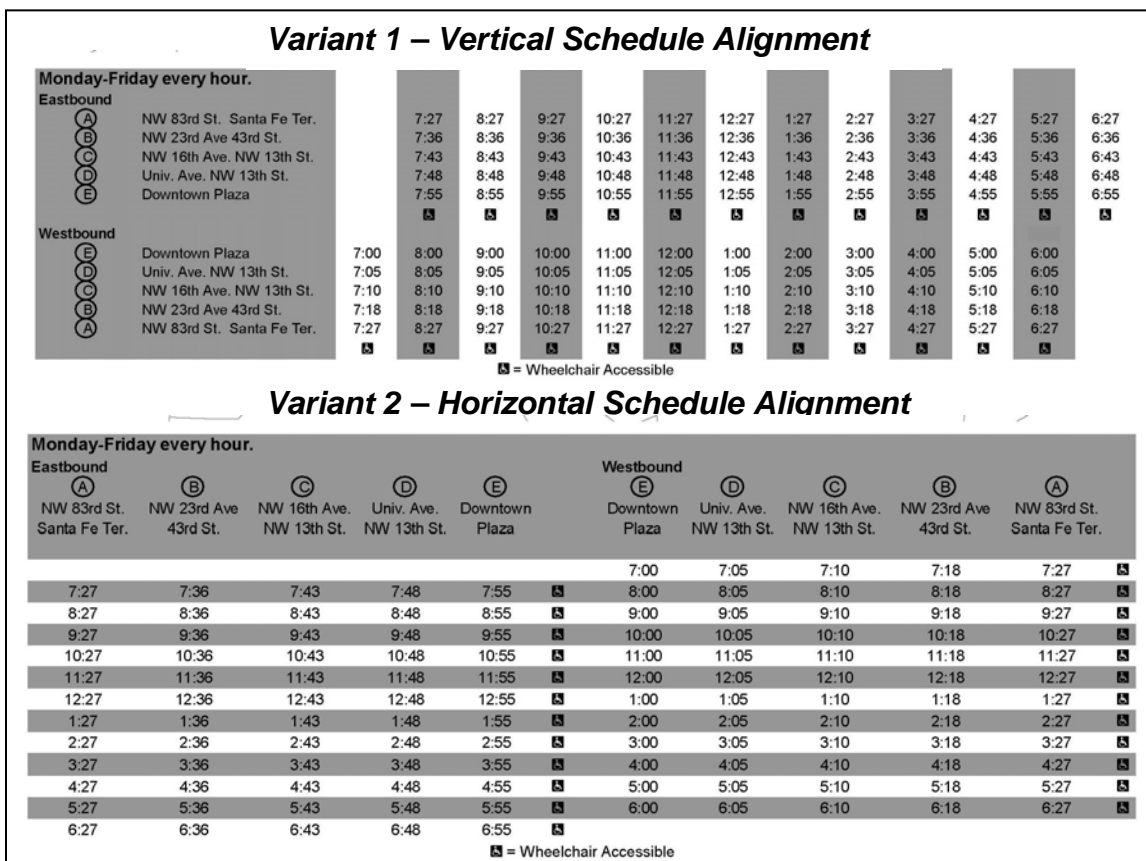 Variant 1 – Vertical Schedule Alignment
Monday-Friday every hour.
Eastbound
A NW 83rd St. Santa Fe Ter. 7:27 8:27 9:27 10:27 11:27 12:27 1:27 2:27 3:27 4:27 5:27 6:27
B NW 23rd Ave 43rd St. 7:36 8:36 9:36 10:36 11:36 12:36 1:36 2:36 3:36 4:36 5:36 6:36
C NW 16th Ave. NW 13th St. 7:43 8:43 9:43 10:43 11:43 12:43 1:43 2:43 3:43 4:43 5:43 6:43
D Univ. Ave. NW 13th St. 7:48 8:48 9:48 10:48 11:48 12:48 1:48 2:48 3:48 4:48 5:48 6:48
E Downtown Plaza 7:55 8:55 9:55 10:55 11:55 12:55 1:55 2:55 3:55 4:55 5:55 6:55
Westbound
E Downtown Plaza 7:00 8:00 9:00 10:00 11:00 12:00 1:00 2:00 3:00 4:00 5:00 6:00
D Univ. Ave. NW 13th St. 7:05 8:05 9:05 10:05 11:05 12:05 1:05 2:05 3:05 4:05 5:05 6:05
C NW 16th Ave. NW 13th St. 7:10 8:10 9:10 10:10 11:10 12:10 1:10 2:10 3:10 4:10 5:10 6:10
B NW 23rd Ave 43rd St. 7:18 8:18 9:18 10:18 11:18 12:18 1:18 2:18 3:18 4:18 5:18 6:18
A NW 83rd St. Santa Fe Ter. 7:27 8:27 9:27 10:27 11:27 12:27 1:27 2:27 3:27 4:27 5:27 6:27
= Wheelchair Accessible
Variant 2 – Horizontal Schedule Alignment
Monday-Friday every hour.
Eastbound Westbound
A B C D E E D C B A
NW 83rd St. NW 23rd Ave NW 16th Ave. Univ. Ave. Downtown Downtown Univ. Ave. NW 16th Ave. NW 23rd Ave NW 83rd St.
Santa Fe Ter. 43rd St. NW 13th St. NW 13th St. Plaza Plaza NW 13th St. NW 13th St. 43rd St. Santa Fe Ter.
7:00 7:05 7:10 7:18 7:27
7:27 7:36 7:43 7:48 7:55 8:00 8:05 8:10 8:18 8:27
8:27 8:36 8:43 8:48 8:55 9:00 9:05 9:10 9:18 9:27
9:27 9:36 9:43 9:48 9:55 10:00 10:05 10:10 10:18 10:27
10:27 10:36 10:43 10:48 10:55 11:00 11:05 11:10 11:18 11:27
11:27 11:36 11:43 11:48 11:55 12:00 12:05 12:10 12:18 12:27
12:27 12:36 12:43 12:48 12:55 1:00 1:05 1:10 1:18 1:27
1:27 1:36 1:43 1:48 1:55 2:00 2:05 2:10 2:18 2:27
2:27 2:36 2:43 2:48 2:55 3:00 3:05 3:10 3:18 3:27
3:27 3:36 3:43 3:48 3:55 4:00 4:05 4:10 4:18 4:27
4:27 4:36 4:43 4:48 4:55 5:00 5:05 5:10 5:18 5:27
5:27 5:36 5:43 5:48 5:55 6:00 6:05 6:10 6:18 6:27
6:27 6:36 6:43 6:48 6:55
= Wheelchair Accessible